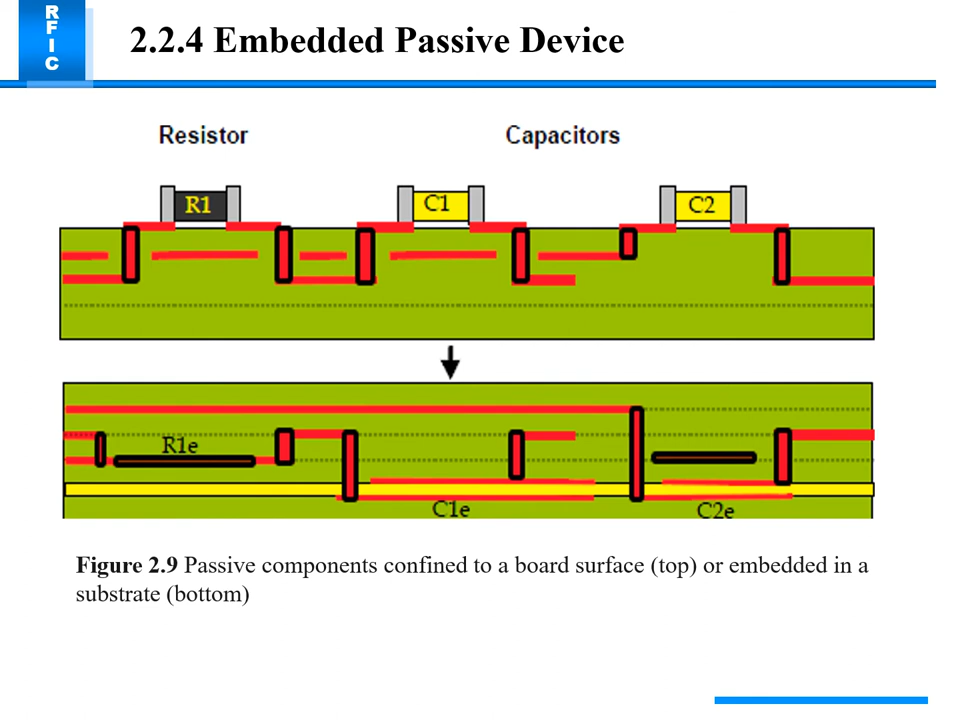 RFIC
2.2.4 Embedded Passive Device
Resistor
Capacitors
R1
C1
C2
R1e
C1e
C2e
Figure 2.9 Passive components confined to a board surface (top) or embedded in a
substrate (bottom)